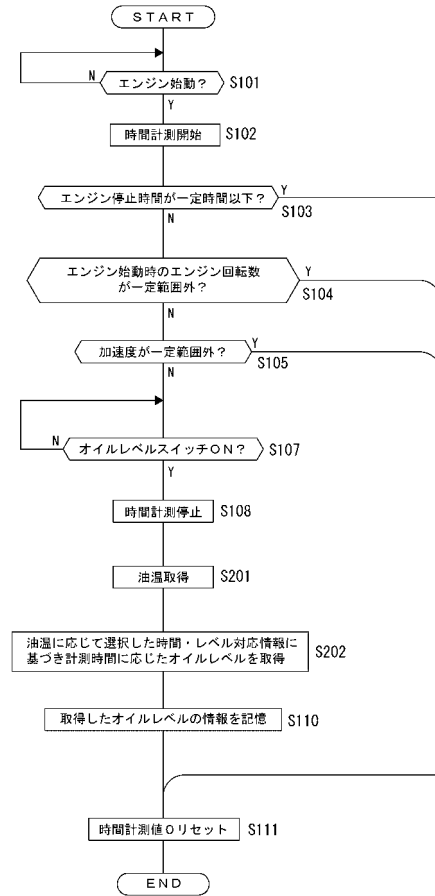 START
N
エンジン始動? S101
Y
時間計測開始 S102
エンジン停止時間が一定時間以下? Y
S103
N
エンジン始動時のエンジン回転数 Y
が一定範囲外? S104
N
加速度が一定範囲外? Y
S105
N
N
オイルレベルスイッチON? S107
Y
時間計測停止 S108
油温取得 S201
油温に応じて選択した時間・レベル対応情報に
基づき計測時間に応じたオイルレベルを取得 S202
取得したオイルレベルの情報を記憶 S110
時間計測値0リセット S111
END